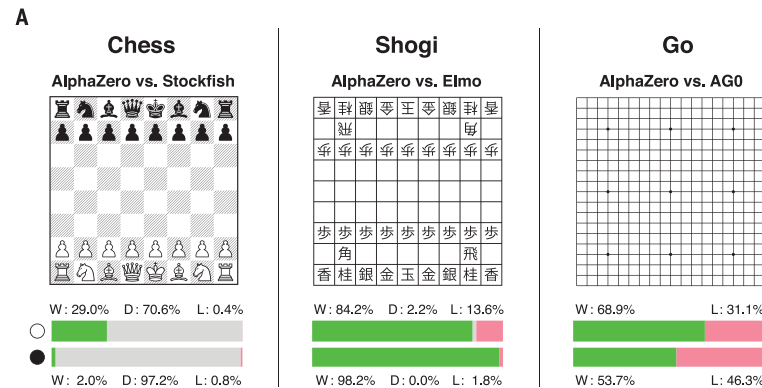 A
Chess
AlphaZero vs. Stockfish
W: 29.0% D: 70.6% L: 0.4%
W: 2.0% D: 97.2% L: 0.8%
Shogi
AlphaZero vs. Elmo
香桂銀金玉金銀桂香
飛 角
歩歩歩歩歩歩歩歩歩
歩歩歩歩歩歩歩歩歩
角 飛
香桂銀金玉金銀桂香
W: 84.2% D: 2.2% L: 13.6%
W: 98.2% D: 0.0% L: 1.8%
Go
AlphaZero vs. AG0
W: 68.9% L: 31.1%
W: 53.7% L: 46.3%